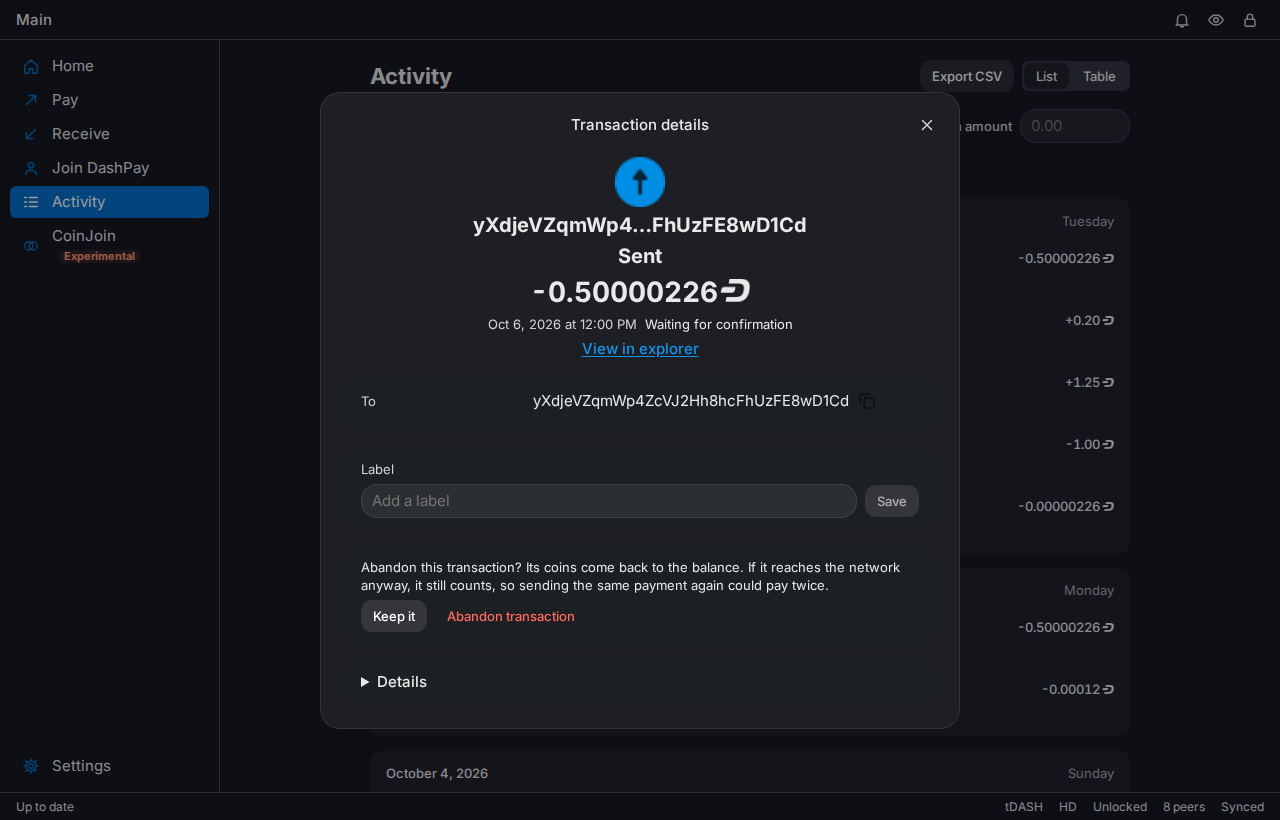 Main
Home
Pay
Receive
Join DashPay
Activity
CoinJoin
Experimental
Settings
Activity
Export CSV
List
Table
amount
0.00
Tuesday
-0.50000226
+0.20
+1.25
-1.00
-0.00000226
Monday
-0.50000226
-0.00012
October 4, 2026
Sunday
Transaction details
yXdjeVZqmWp4...FhUzFE8wD1Cd
Sent
-0.50000226
Oct 6, 2026 at 12:00 PM Waiting for confirmation
View in explorer
To
yXdjeVZqmWp4ZcVJ2Hh8hcFhUzFE8wD1Cd
Label
Add a label
Save
Abandon this transaction? Its coins come back to the balance. If it reaches the network
anyway, it still counts, so sending the same payment again could pay twice.
Keep it
Abandon transaction
Details
Up to date
tDASH
HD
Unlocked
8 peers
Synced